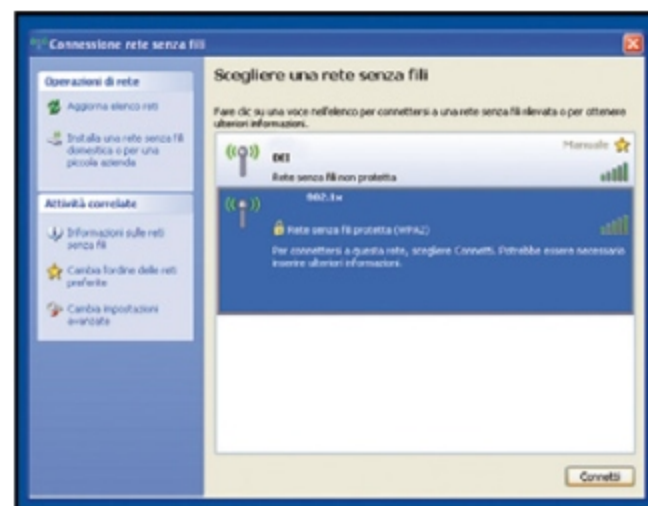 Connessione rete senza fili
Operazioni di rete
Aggiorna elenco reti
Installa una rete senza fili
domestica o per una
piccola azienda
Attività correlate
Informazioni sulle reti
senza fili
Cambia l'ordine delle reti
preferite
Cambia impostazioni
avanzate
Scegliere una rete senza fili
Fare clic su una voce nell'elenco per connettersi a una rete senza fili rilevata o per ottenere
ulteriori informazioni.
DEI
Manuale
Rete senza fili non protetta
802.1x
Rete senza fili protetta (WPA2)
Per connettersi a questa rete, scegliere Connetti. Potrebbe essere necessario
inserire ulteriori informazioni.
Connetti